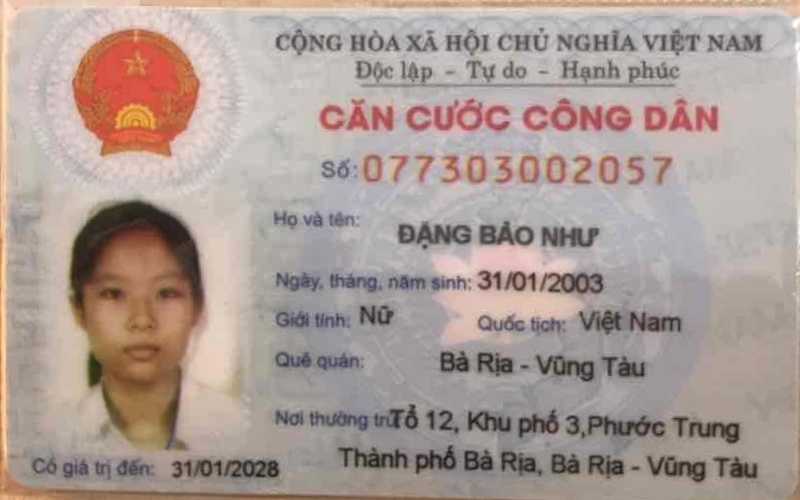 CỘNG HÒA XÃ HỘI CHỦ NGHĨA VIỆT NAM
Độc lập - Tự do - Hạnh phúc
CĂN CƯỚC CÔNG DÂN
Số: 077303002057
Họ và tên: ĐẶNG BẢO NHƯ
Ngày, tháng, năm sinh: 31/01/2003
Giới tính: Nữ Quốc tịch: Việt Nam
Quê quán: Bà Rịa - Vũng Tàu
Nơi thường trú: Tổ 12, Khu phố 3,Phước Trung
Thành phố Bà Rịa, Bà Rịa - Vũng Tàu
Có giá trị đến: 31/01/2028